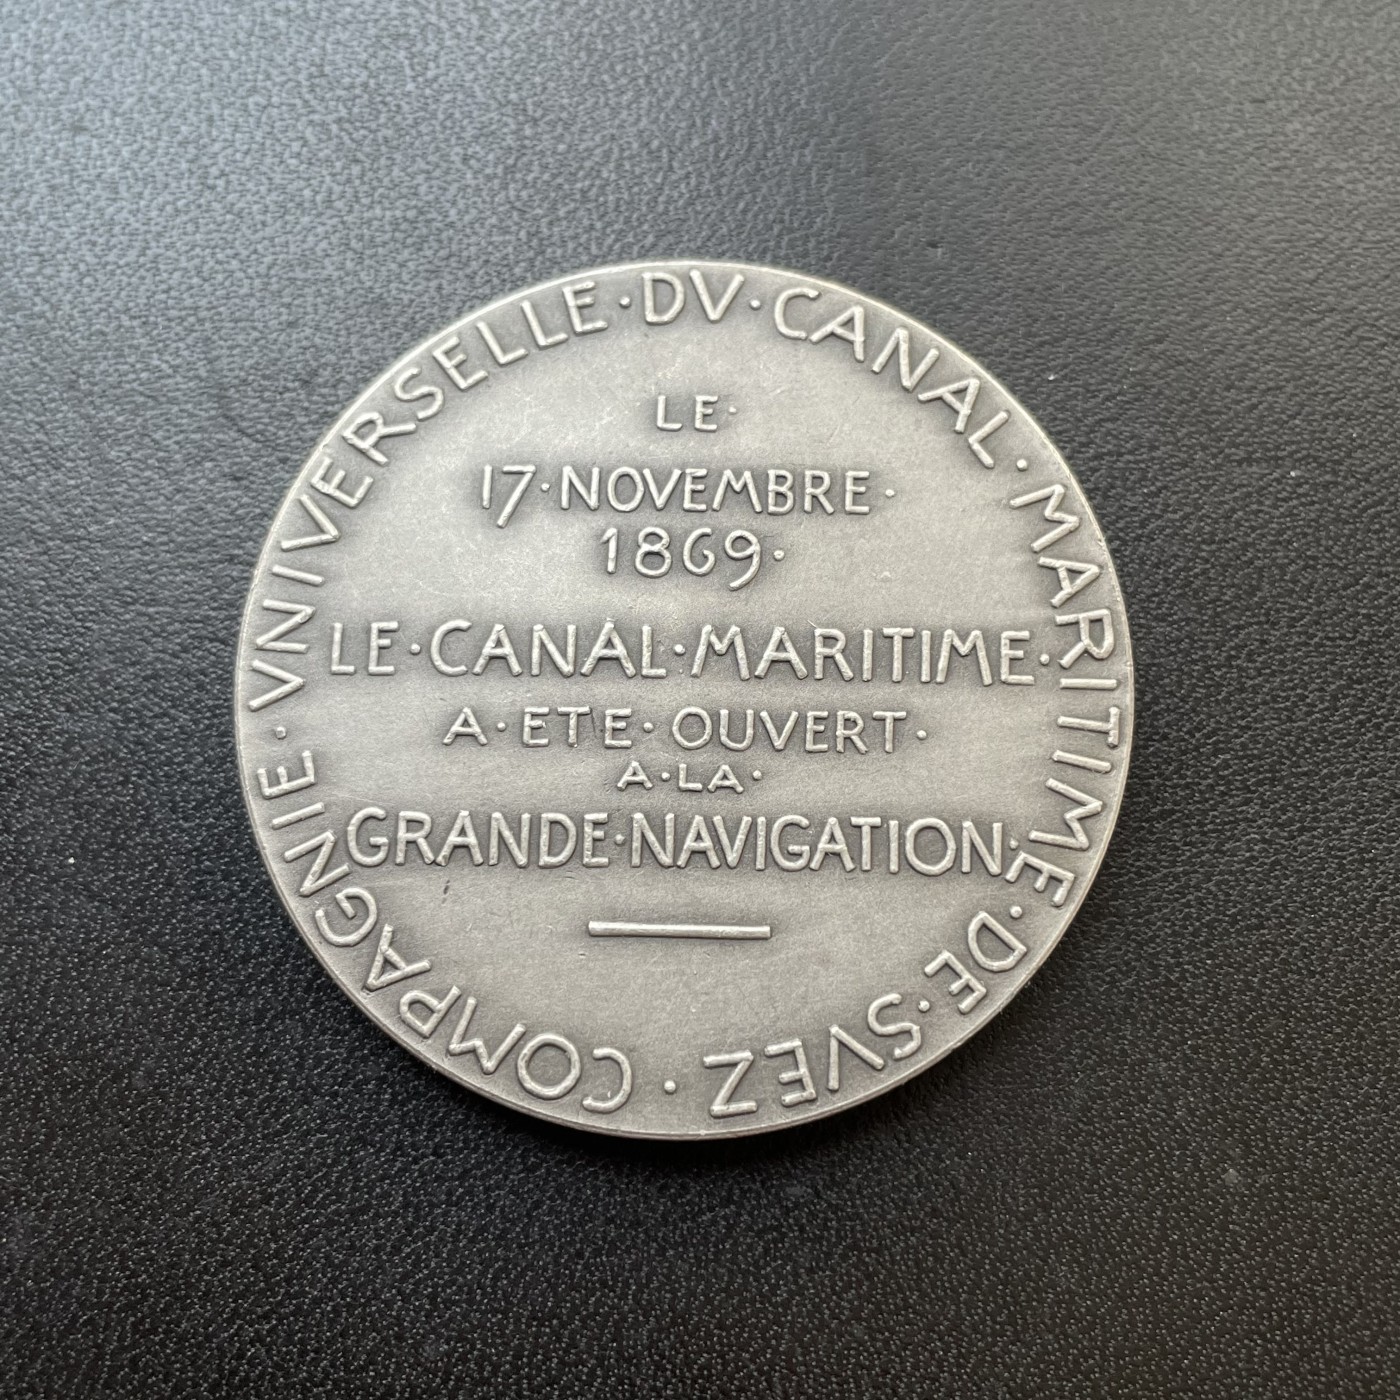 COMPAGNIE · VNIVERSELLE · DV · CANAL · MARITIME · DE · SVEZ ·
LE ·
17 · NOVEMBRE ·
1869 ·
LE · CANAL · MARITIME ·
A · ETE · OUVERT ·
A · LA ·
GRANDE · NAVIGATION ·